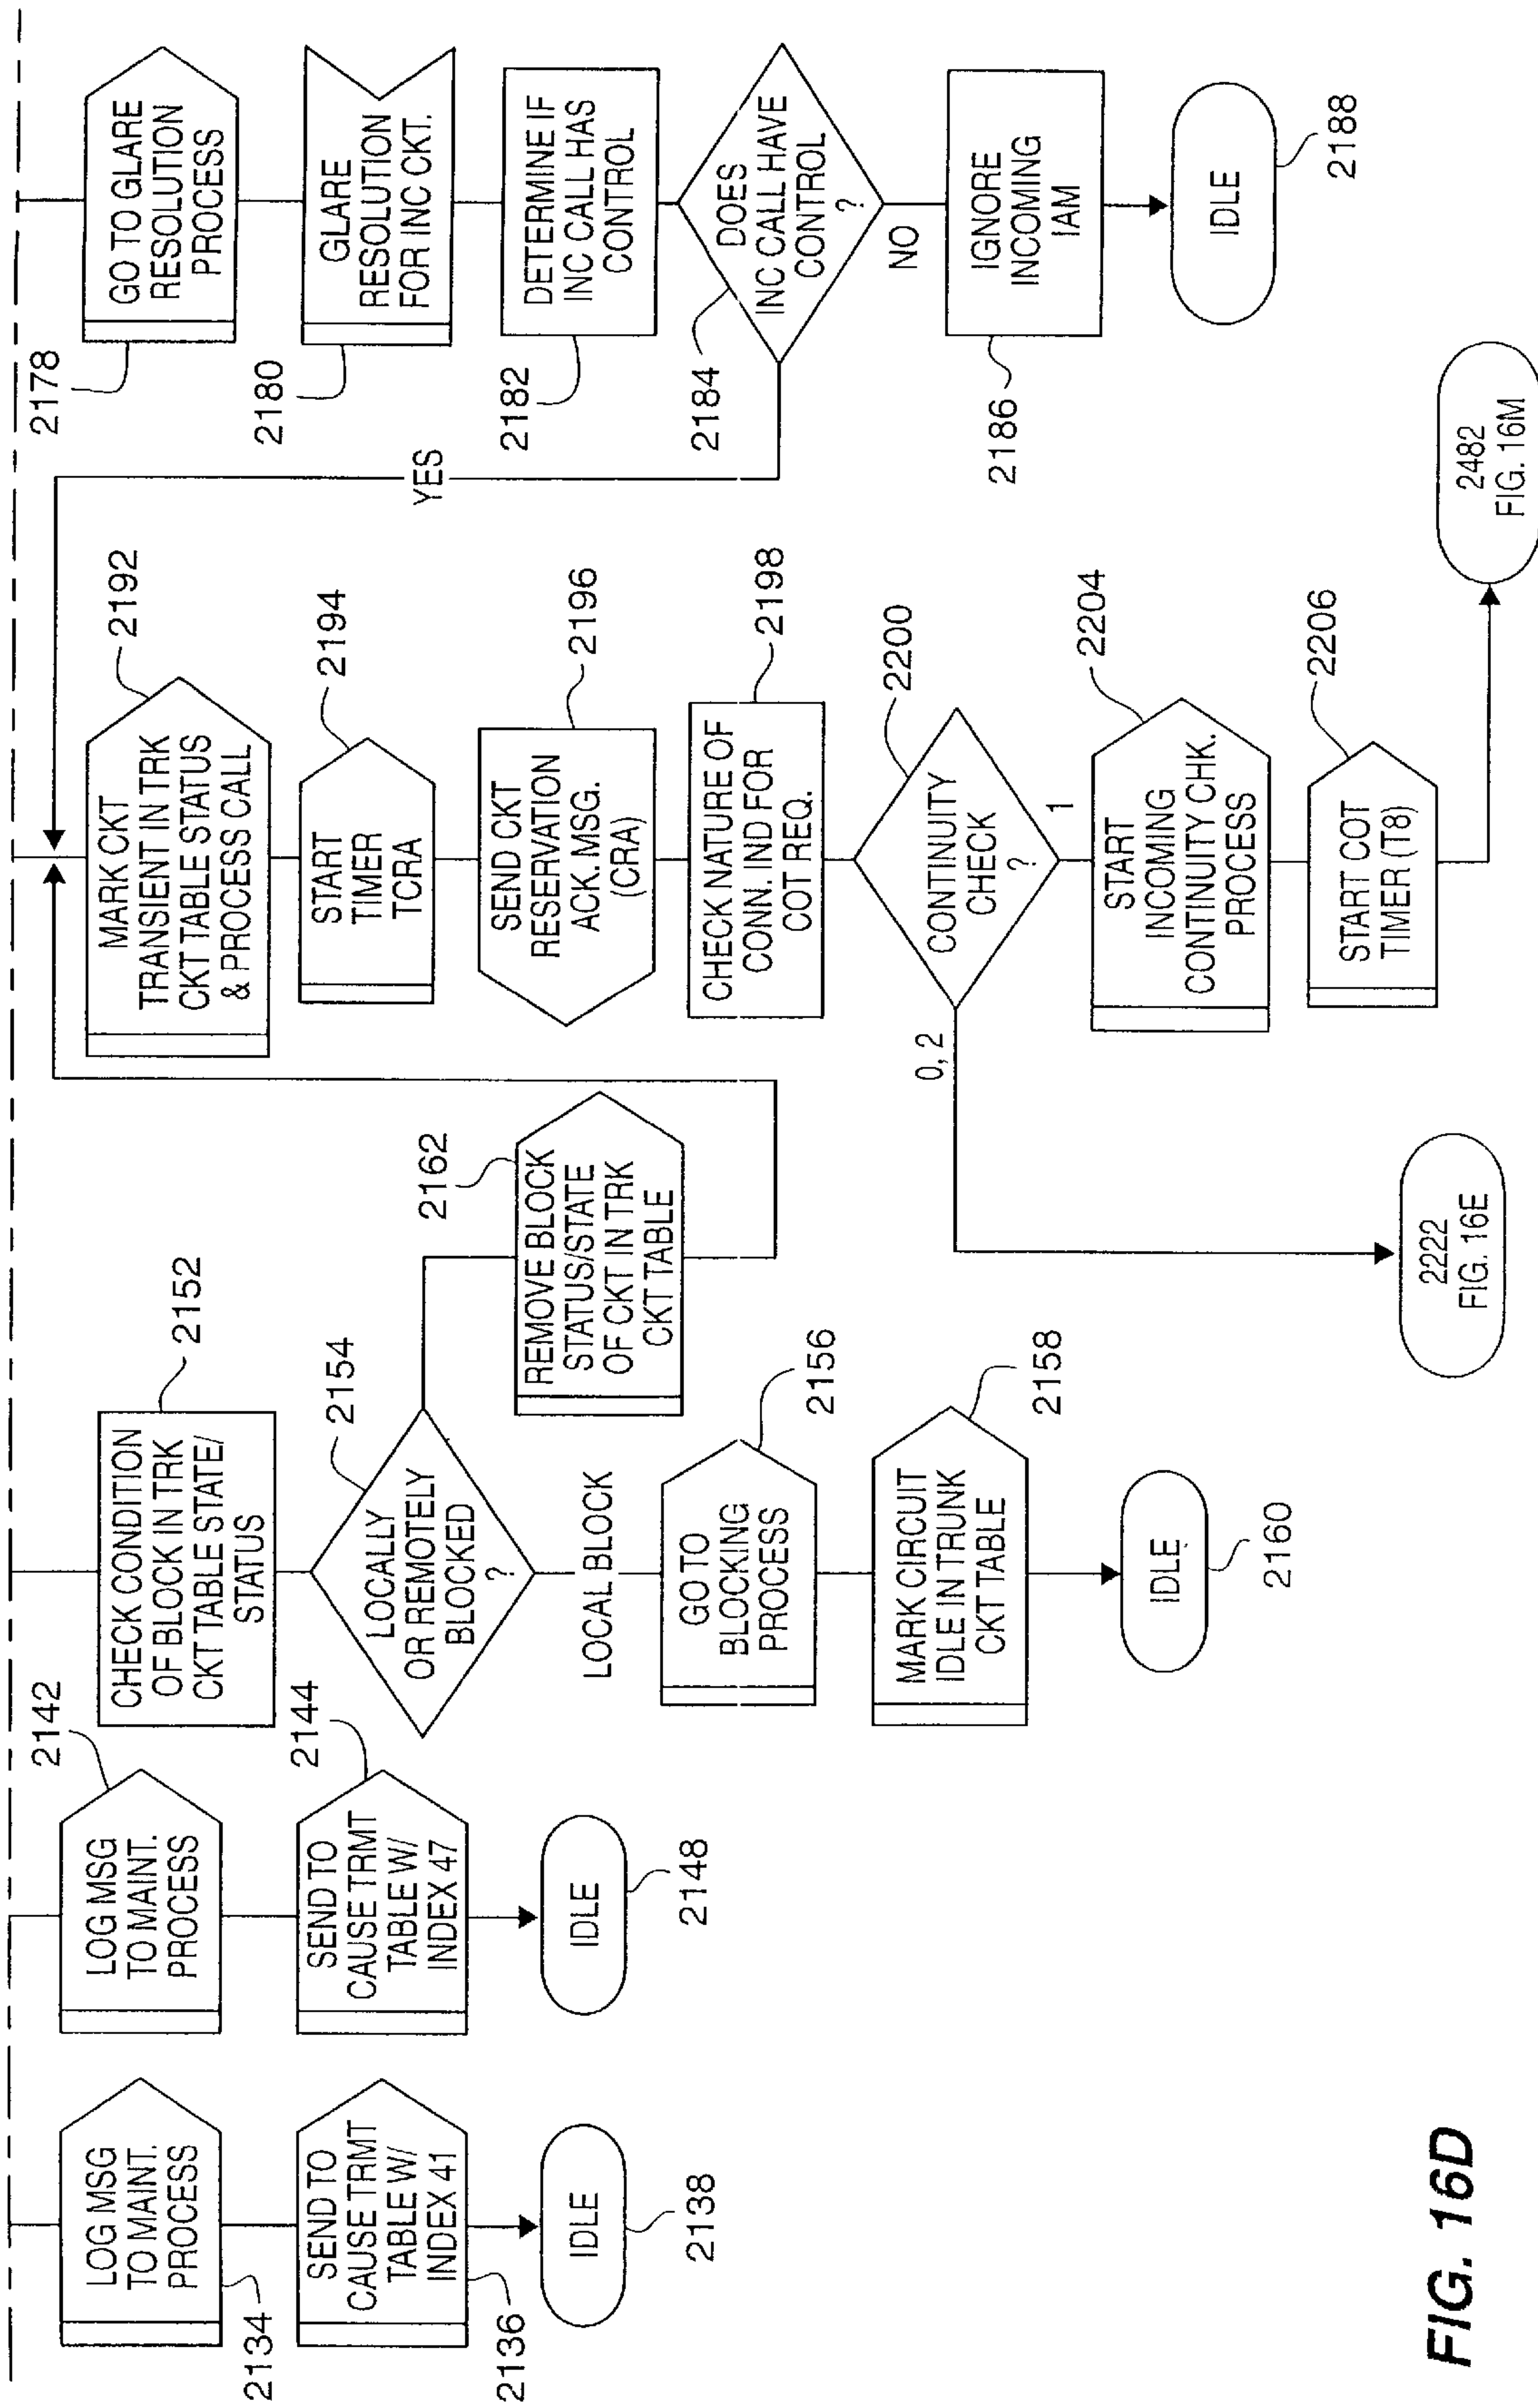 LOG MSG
TO MAINT.
PROCESS
2134
SEND TO
CAUSE TRMT
TABLE W/
INDEX 41
2136
IDLE
2138
LOG MSG
TO MAINT.
PROCESS
2142
SEND TO
CAUSE TRMT
TABLE W/
INDEX 47
2144
IDLE
2148
CHECK CONDITION
OF BLOCK IN TRK
CKT TABLE STATE/
STATUS
2152
LOCALLY
OR REMOTELY
BLOCKED
?
2154
LOCAL BLOCK
GO TO
BLOCKING
PROCESS
2156
MARK CIRCUIT
IDLE IN TRUNK
CKT TABLE
2158
IDLE
2160
REMOVE BLOCK
STATUS/STATE
OF CKT IN TRK
CKT TABLE
2162
MARK CKT
TRANSIENT IN TRK
CKT TABLE STATUS
& PROCESS CALL
2192
START
TIMER
TCRA
2194
SEND CKT
RESERVATION
ACK. MSG.
(CRA)
2196
CHECK NATURE OF
CONN. IND FOR
COT REQ.
2198
CONTINUITY
CHECK
?
2200
0, 2
1
2222
FIG. 16E
START
INCOMING
CONTINUITY CHK.
PROCESS
2204
START COT
TIMER (T8)
2206
2482
FIG. 16M
GO TO GLARE
RESOLUTION
PROCESS
2178
GLARE
RESOLUTION
FOR INC CKT.
2180
DETERMINE IF
INC CALL HAS
CONTROL
2182
DOES
INC CALL HAVE
CONTROL
?
2184
YES
NO
IGNORE
INCOMING
IAM
2186
IDLE
2188
FIG. 16D